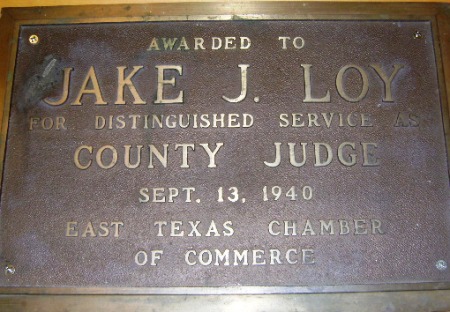 AWARDED TO
JAKE J. LOY
FOR DISTINGUISHED SERVICE AS
COUNTY JUDGE
SEPT. 13, 1940
EAST TEXAS CHAMBER
OF COMMERCE